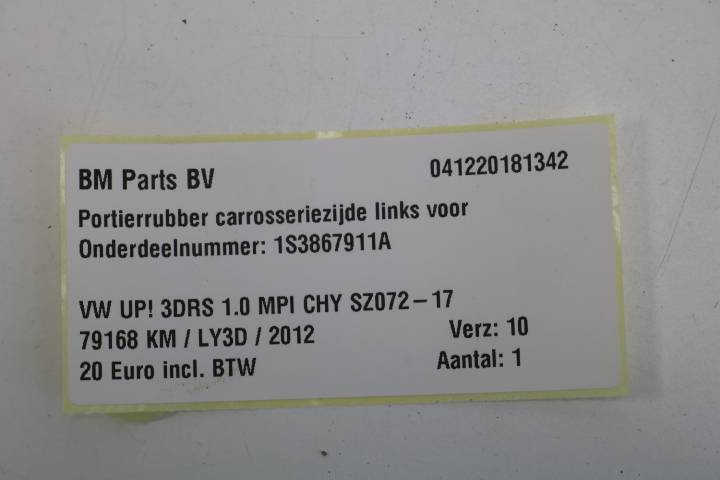 BM Parts BV 041220181342
Portierrubber carrosseriezijde links voor
Onderdeelnummer: 1S3867911A
VW UP! 3DRS 1.0 MPI CHY SZ072-17
79168 KM / LY3D / 2012 Verz: 10
20 Euro incl. BTW Aantal: 1